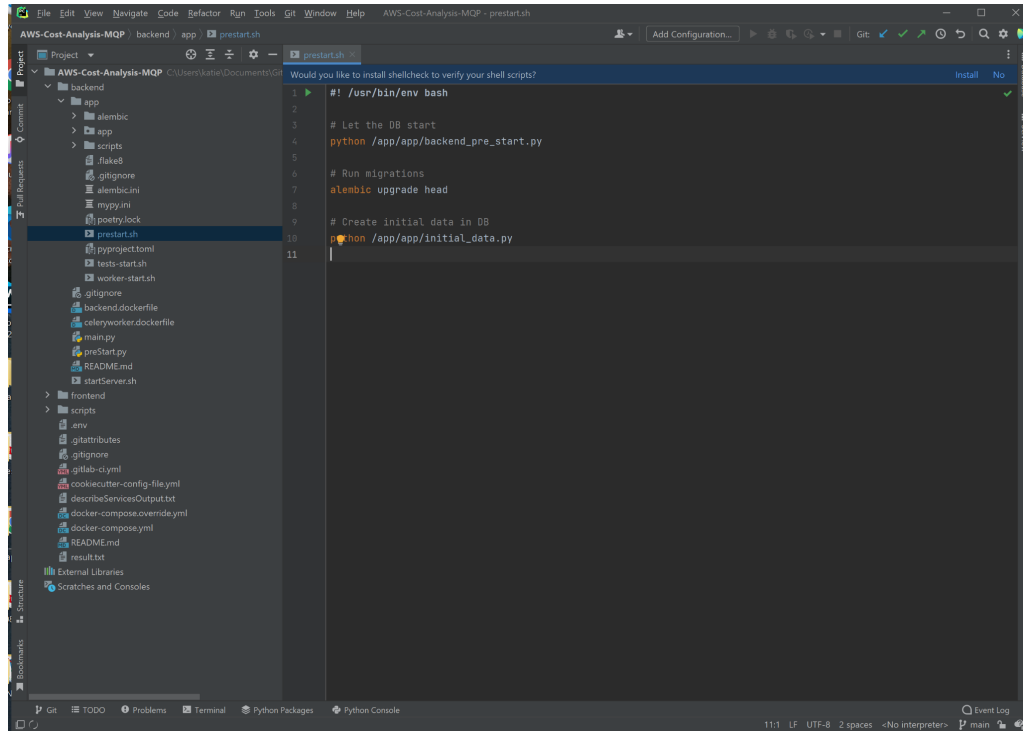 File Edit View Navigate Code Refactor Run Tools Git Window Help AWS-Cost-Analysis-MQP - prestart.sh
AWS-Cost-Analysis-MQP backend app prestart.sh Add Configuration... Git:
Project
prestart.sh
AWS-Cost-Analysis-MQP C:\Users\katie\Documents\Git
Would you like to install shellcheck to verify your shell scripts? Install No
backend
app
alembic
app
scripts
.flake8
.gitignore
alembic.ini
mypy.ini
poetry.lock
prestart.sh
pyproject.toml
tests-start.sh
worker-start.sh
.gitignore
backend.dockerfile
celeryworker.dockerfile
main.py
preStart.py
README.md
startServer.sh
frontend
scripts
.env
.gitattributes
.gitignore
.gitlab-ci.yml
cookiecutter-config-file.yml
describeServicesOutput.txt
docker-compose.override.yml
docker-compose.yml
README.md
result.txt
External Libraries
Scratches and Consoles
1 #! /usr/bin/env bash
2
3 # Let the DB start
4 python /app/app/backend_pre_start.py
5
6 # Run migrations
7 alembic upgrade head
8
9 # Create initial data in DB
10 python /app/app/initial_data.py
11
Project
Commit
Pull Requests
Structure
Bookmarks
Git TODO Problems Terminal Python Packages Python Console Event Log
11:1 LF UTF-8 2 spaces <No interpreter> main